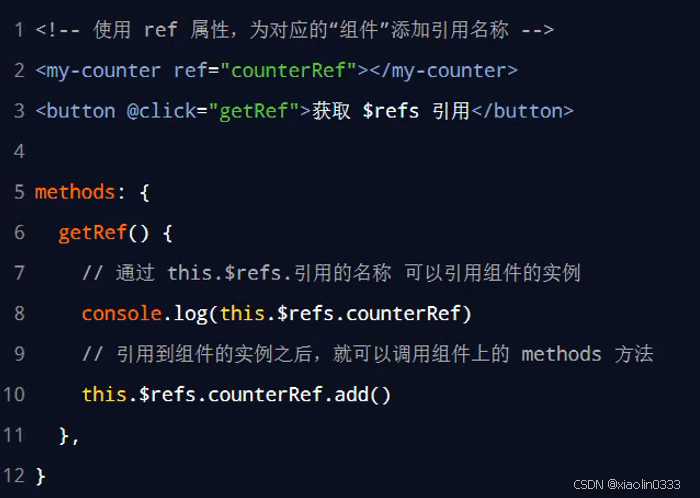 1 <!-- 使用 ref 属性，为对应的“组件”添加引用名称 -->
2 <my-counter ref="counterRef"></my-counter>
3 <button @click="getRef">获取 $refs 引用</button>
4
5 methods: {
6   getRef() {
7     // 通过 this.$refs.引用的名称 可以引用组件的实例
8     console.log(this.$refs.counterRef)
9     // 引用到组件的实例之后，就可以调用组件上的 methods 方法
10     this.$refs.counterRef.add()
11   },
12 }
CSDN @xiaolin0333